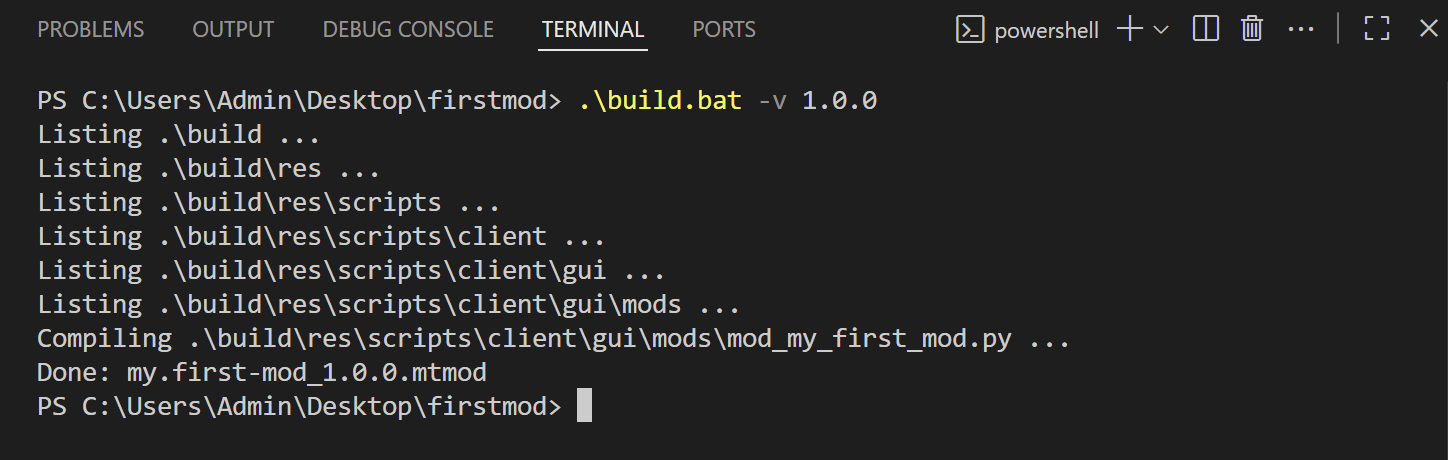 PROBLEMS OUTPUT DEBUG CONSOLE TERMINAL PORTS powershell
PS C:\Users\Admin\Desktop\firstmod> .\build.bat -v 1.0.0
Listing .\build ...
Listing .\build\res ...
Listing .\build\res\scripts ...
Listing .\build\res\scripts\client ...
Listing .\build\res\scripts\client\gui ...
Listing .\build\res\scripts\client\gui\mods ...
Compiling .\build\res\scripts\client\gui\mods\mod_my_first_mod.py ...
Done: my.first-mod_1.0.0.mtmod
PS C:\Users\Admin\Desktop\firstmod>